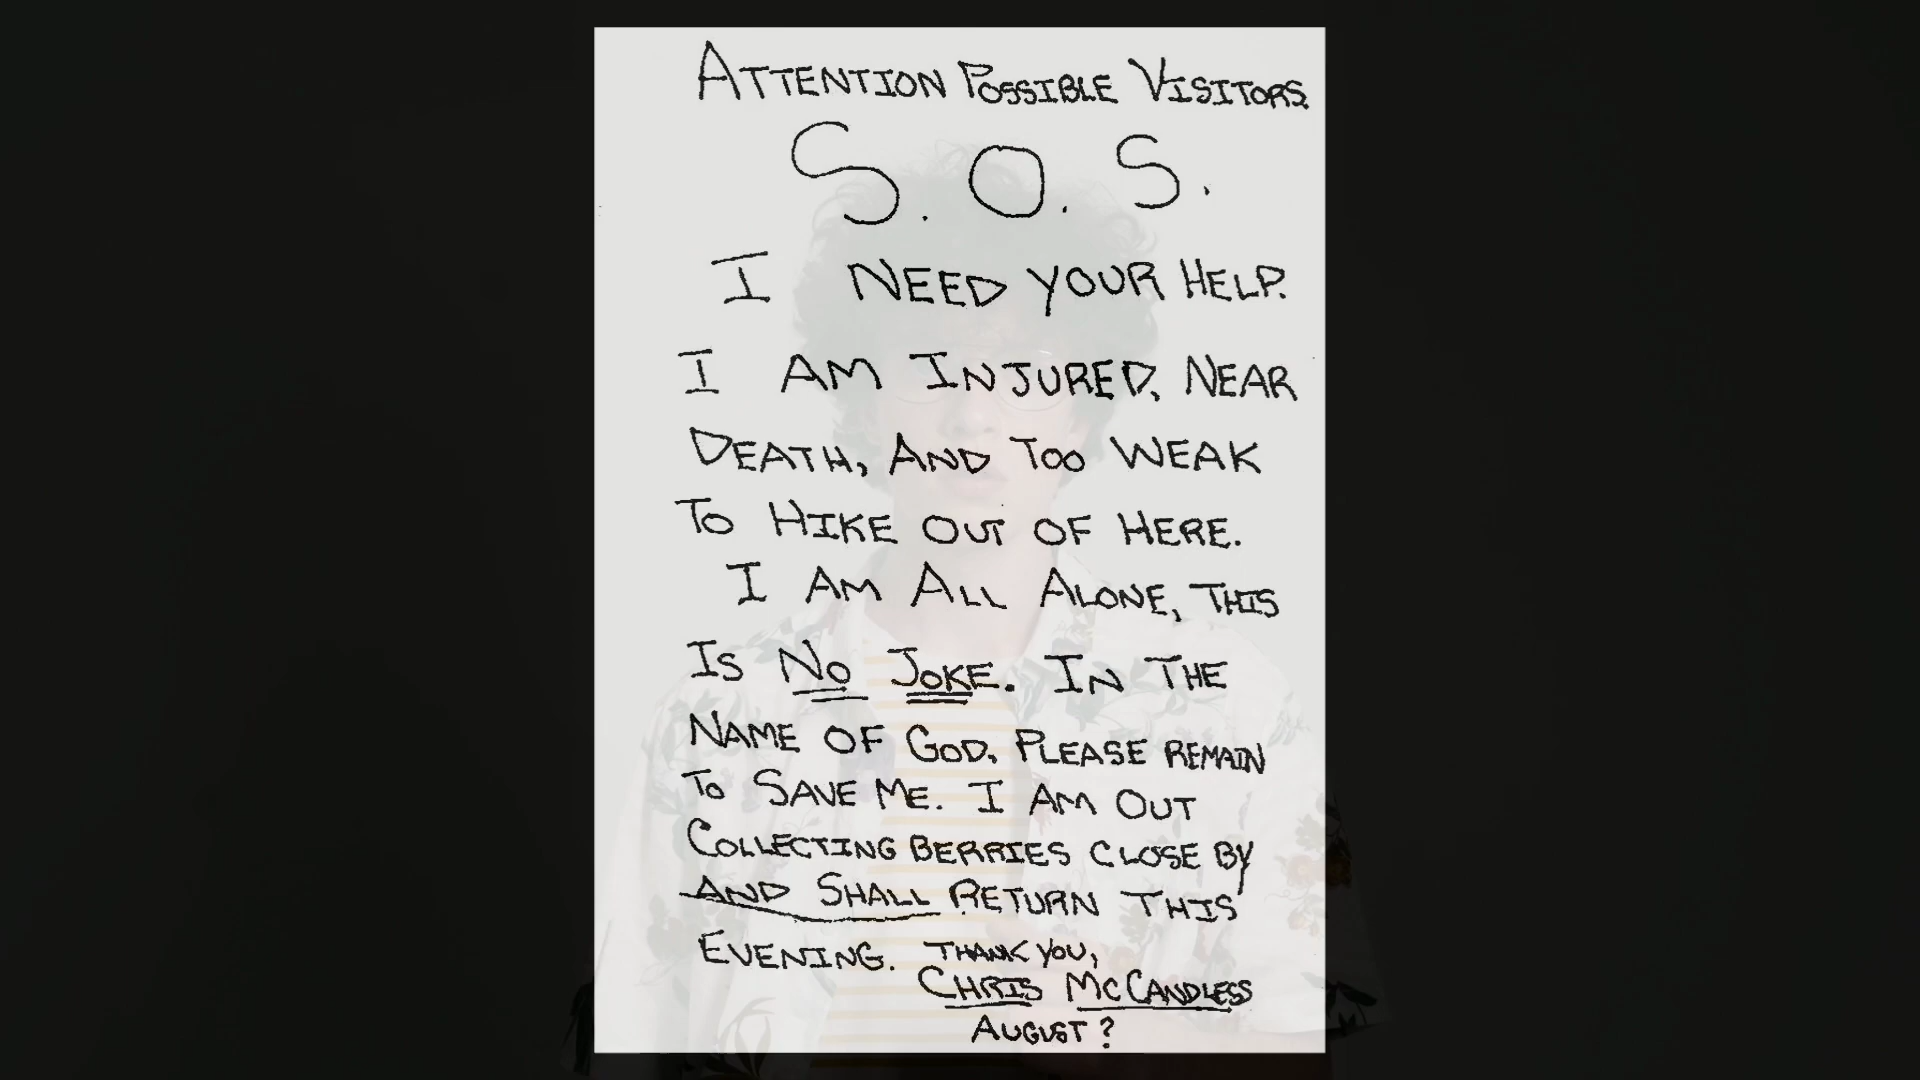 ATTENTION POSSIBLE VISITORS.
S.O.S.
I NEED YOUR HELP.
I AM INJURED, NEAR
DEATH, AND TOO WEAK
TO HIKE OUT OF HERE.
I AM ALL ALONE, THIS
IS NO JOKE. IN THE
NAME OF GOD, PLEASE REMAIN
TO SAVE ME. I AM OUT
COLLECTING BERRIES CLOSE BY
AND SHALL RETURN THIS
EVENING. THANK YOU,
CHRIS MCCANDLESS
AUGUST ?